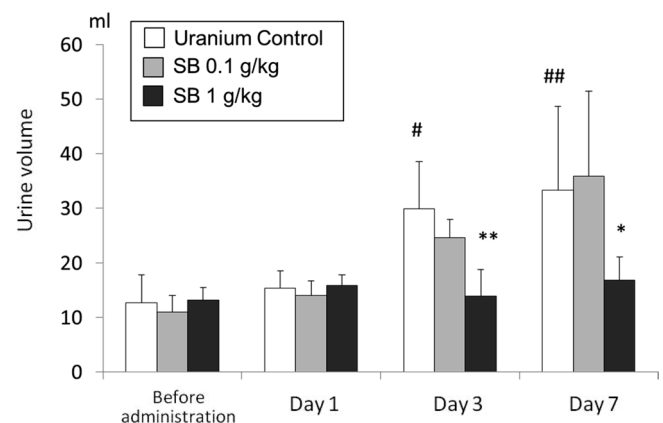 ml
60
50
40
30
20
10
0
Urine volume
Uranium Control
SB 0.1 g/kg
SB 1 g/kg
#
**
##
*
Before
administration
Day 1
Day 3
Day 7